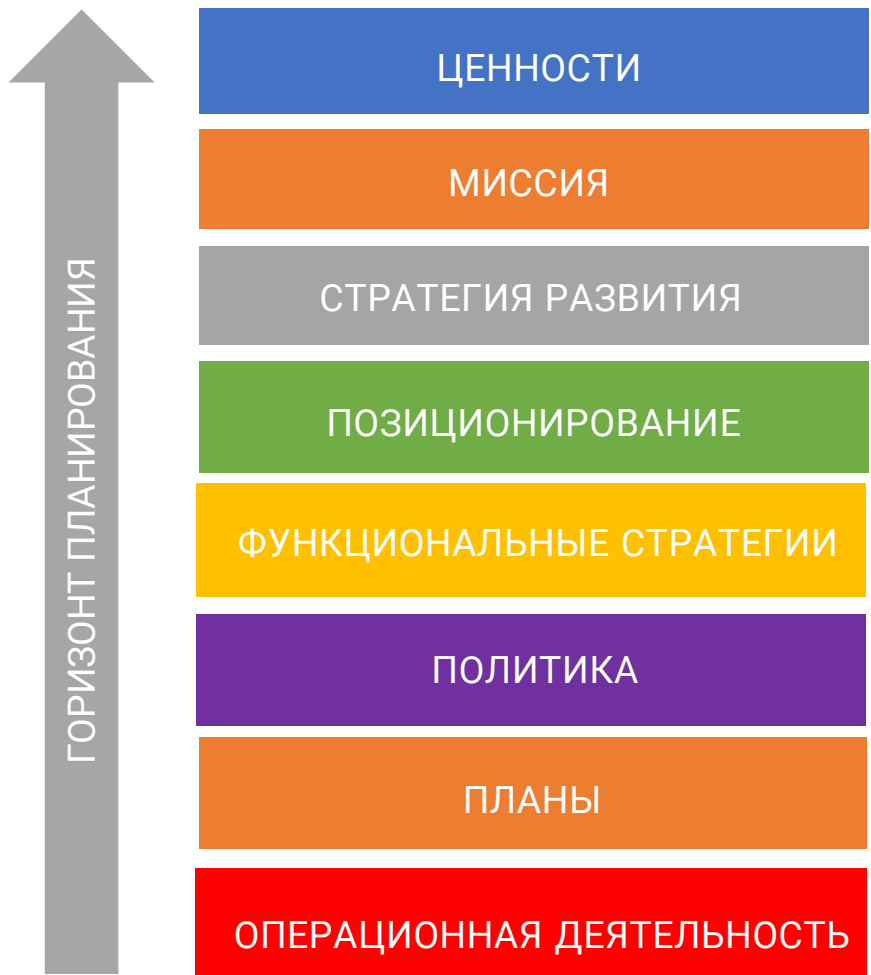 ЦЕННОСТИ
МИССИЯ
СТРАТЕГИЯ РАЗВИТИЯ
ПОЗИЦИОНИРОВАНИЕ
ФУНКЦИОНАЛЬНЫЕ СТРАТЕГИИ
ПОЛИТИКА
ПЛАНЫ
ОПЕРАЦИОННАЯ ДЕЯТЕЛЬНОСТЬ
ГОРИЗОНТ ПЛАНИРОВАНИЯ